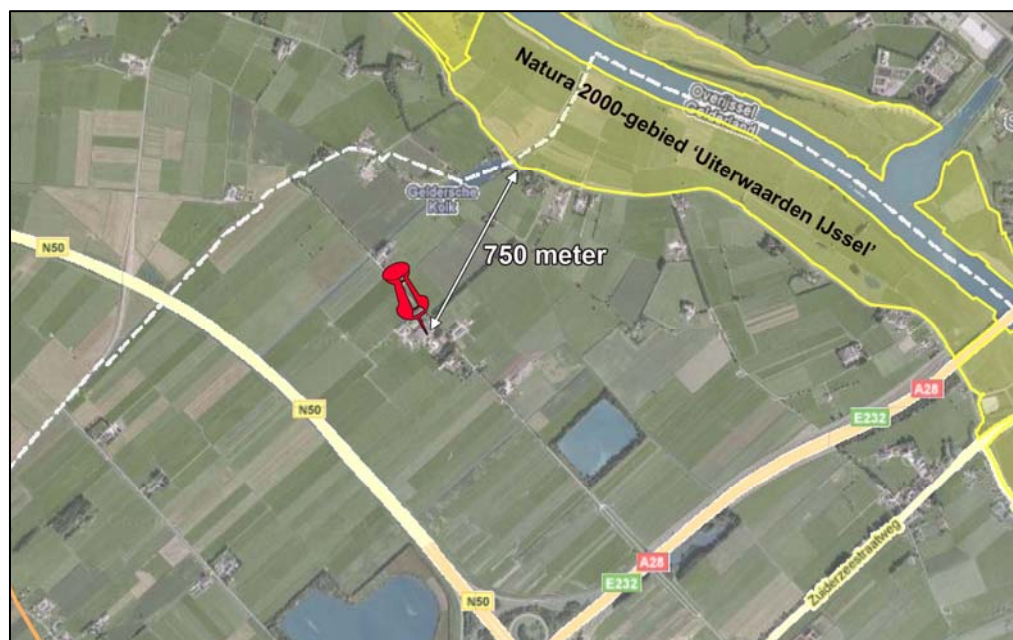 Natura 2000-gebied 'Uiterwaarden IJssel'
Overijssel
Gelderland
Geldersche
Kolk
N50
750 meter
N50
A28
E232
Zuiderzeestraatweg
A28
E232
N50